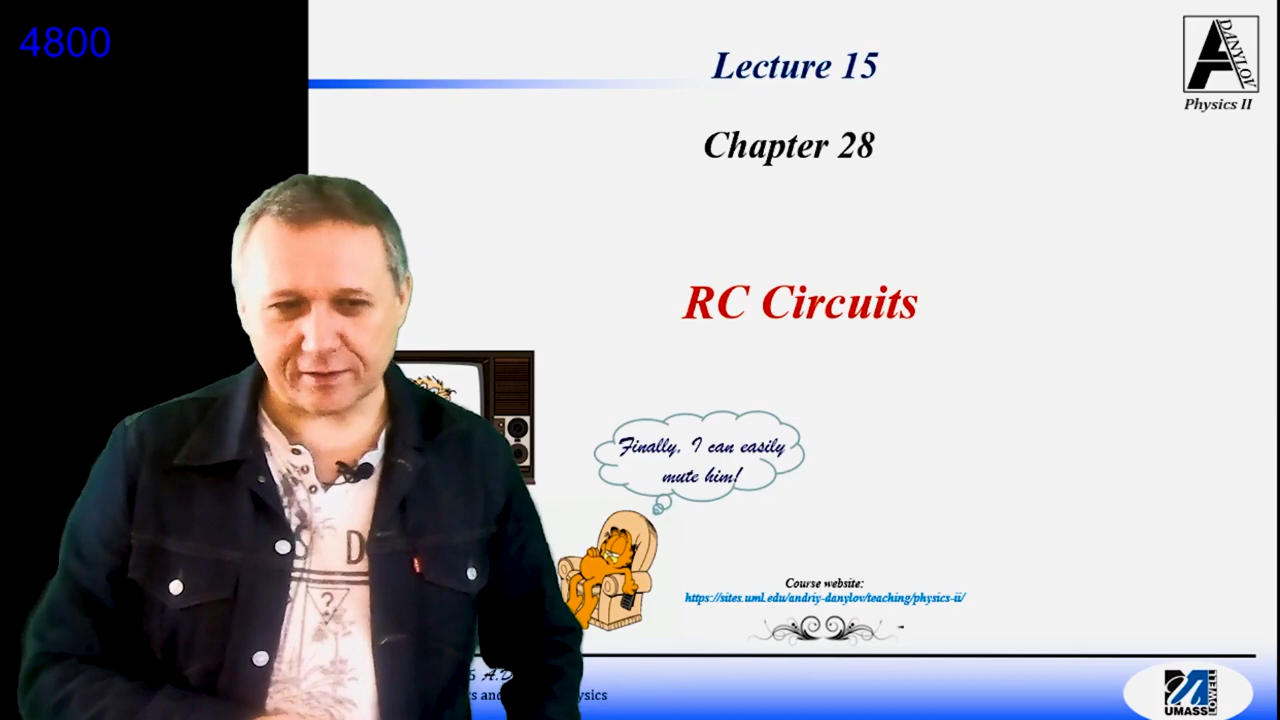 4800
Lecture 15
DANYLOV
Physics II
Chapter 28
RC Circuits
Finally, I can easily
mute him!
Course website:
https://sites.uml.edu/andriy-danylov/teaching/physics-ii/
D
?
UMASS
LOWELL